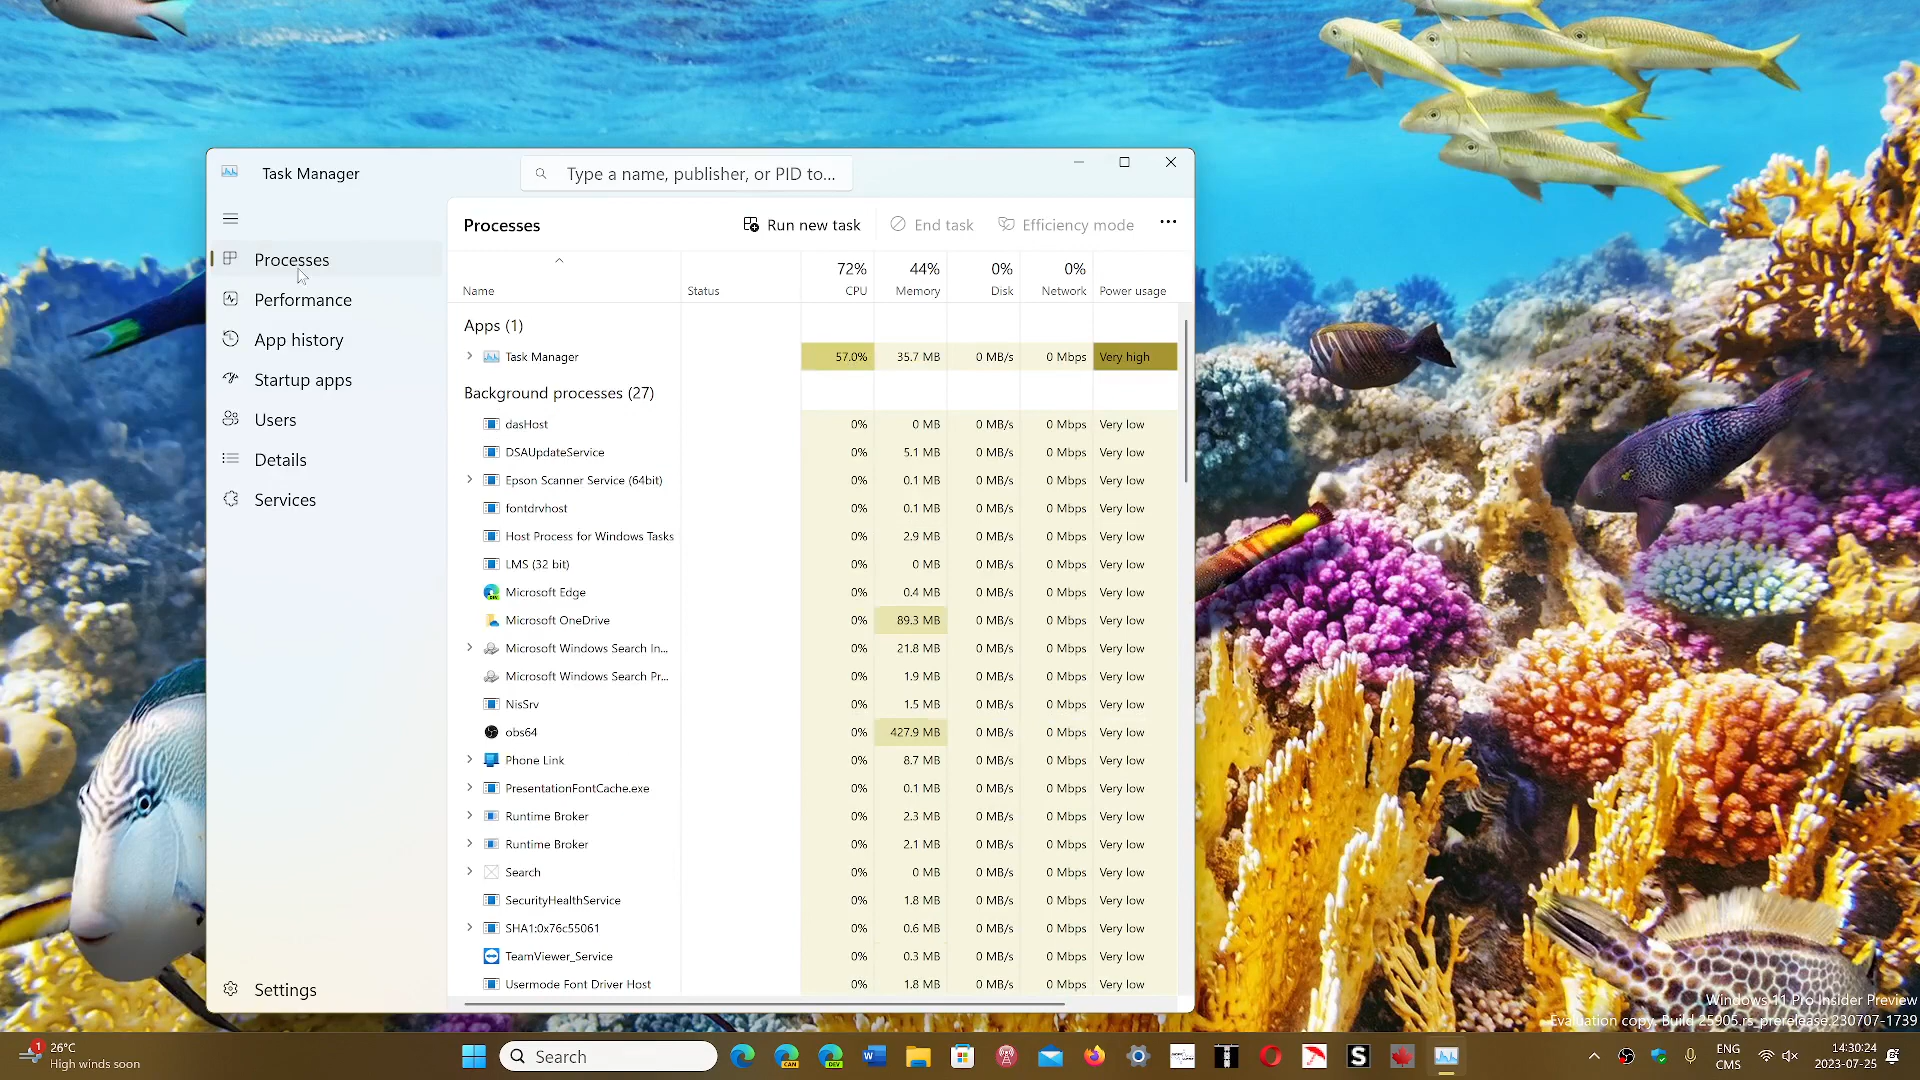 Task Manager
Type a name, publisher, or PID to...
Processes
Performance
App history
Startup apps
Users
Details
Services
Settings
Processes
Run new task
End task
Efficiency mode
Name
Status
72% CPU
44% Memory
0% Disk
0% Network
Power usage
Apps (1)
Task Manager 57.0% 35.7 MB 0 MB/s 0 Mbps Very high
Background processes (27)
dasHost 0% 0 MB 0 MB/s 0 Mbps Very low
DSAUpdateService 0% 5.1 MB 0 MB/s 0 Mbps Very low
Epson Scanner Service (64bit) 0% 0.1 MB 0 MB/s 0 Mbps Very low
fontdrvhost 0% 0.1 MB 0 MB/s 0 Mbps Very low
Host Process for Windows Tasks 0% 2.9 MB 0 MB/s 0 Mbps Very low
LMS (32 bit) 0% 0 MB 0 MB/s 0 Mbps Very low
Microsoft Edge 0% 0.4 MB 0 MB/s 0 Mbps Very low
Microsoft OneDrive 0% 89.3 MB 0 MB/s 0 Mbps Very low
Microsoft Windows Search In... 0% 21.8 MB 0 MB/s 0 Mbps Very low
Microsoft Windows Search Pr... 0% 1.9 MB 0 MB/s 0 Mbps Very low
NisSrv 0% 1.5 MB 0 MB/s 0 Mbps Very low
obs64 0% 427.9 MB 0 MB/s 0 Mbps Very low
Phone Link 0% 8.7 MB 0 MB/s 0 Mbps Very low
PresentationFontCache.exe 0% 0.1 MB 0 MB/s 0 Mbps Very low
Runtime Broker 0% 2.3 MB 0 MB/s 0 Mbps Very low
Runtime Broker 0% 2.1 MB 0 MB/s 0 Mbps Very low
Search 0% 0 MB 0 MB/s 0 Mbps Very low
SecurityHealthService 0% 1.8 MB 0 MB/s 0 Mbps Very low
SHA1:0x76c55061 0% 0.6 MB 0 MB/s 0 Mbps Very low
TeamViewer_Service 0% 0.3 MB 0 MB/s 0 Mbps Very low
Usermode Font Driver Host 0% 1.8 MB 0 MB/s 0 Mbps Very low
Windows 11 Pro Insider Preview
Evaluation copy. Build 25905.rs_prerelease.230707-1739
1
26°C
High winds soon
Search
CAN
DEV
W
S
ENG
CMS
14:30:24
2023-07-25